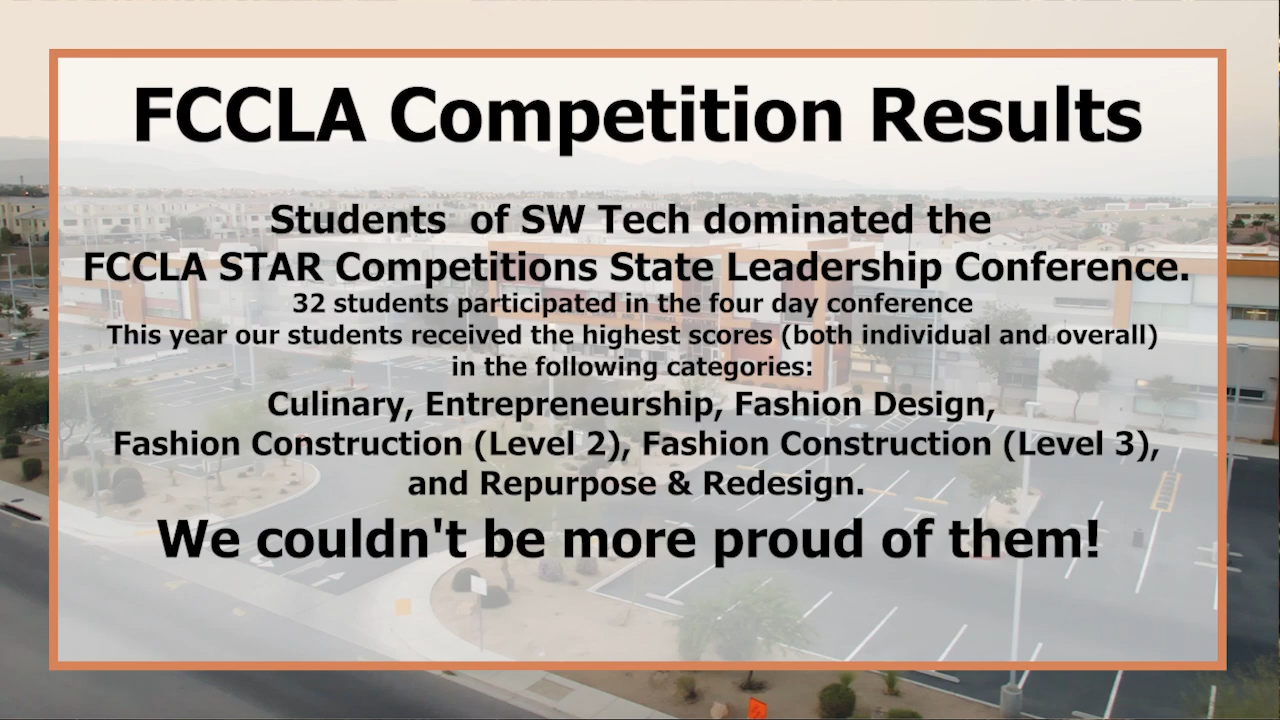 FCCLA Competition Results
Students of SW Tech dominated the
FCCLA STAR Competitions State Leadership Conference.
32 students participated in the four day conference
This year our students received the highest scores (both individual and overall)
in the following categories:
Culinary, Entrepreneurship, Fashion Design,
Fashion Construction (Level 2), Fashion Construction (Level 3),
and Repurpose & Redesign.
We couldn't be more proud of them!